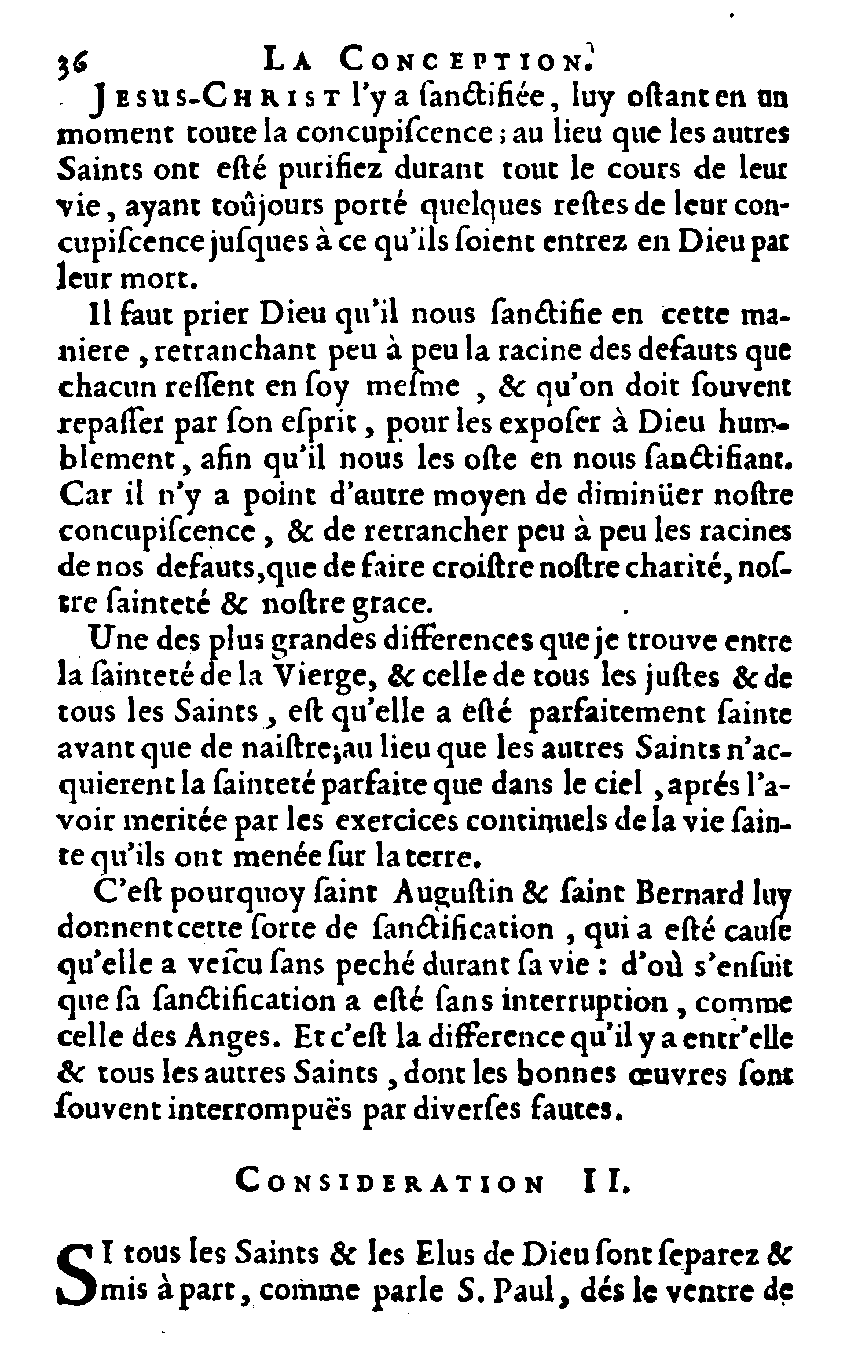 36 LA CONCEPTION.
JESUS-CHRIST l'y a ſanctifiée, luy oſtant en un
moment toute la concupiſcence ; au lieu que les autres
Saints ont eſté purifiez durant tout le cours de leur
vie, ayant toûjours porté quelques reſtes de leur con-
cupiſcence juſques à ce qu'ils ſoient entrez en Dieu par
leur mort.
Il faut prier Dieu qu'il nous ſanctifie en cette ma-
niere, retranchant peu à peu la racine des defauts que
chacun reſſent en ſoy meſme , & qu'on doit ſouvent
repaſſer par ſon eſprit, pour les expoſer à Dieu hum-
blement, afin qu'il nous les oſte en nous ſanctifiant.
Car il n'y a point d'autre moyen de diminüer noſtre
concupiſcence , & de retrancher peu à peu les racines
de nos defauts, que de faire croiſtre noſtre charité, noſ-
tre ſainteté & noſtre grace.
Une des plus grandes differences que je trouve entre
la ſainteté de la Vierge, & celle de tous les juſtes & de
tous les Saints, eſt qu'elle a eſté parfaitement ſainte
avant que de naiſtre; au lieu que les autres Saints n'ac-
quierent la ſainteté parfaite que dans le ciel , aprés l'a-
voir meritée par les exercices continuels de la vie ſain-
te qu'ils ont menée ſur la terre.
C'eſt pourquoy ſaint Auguſtin & ſaint Bernard luy
donnent cette ſorte de ſanctification , qui a eſté cauſe
qu'elle a veſcu ſans peché durant ſa vie : d'où s'enſuit
que ſa ſanctification a eſté ſans interruption , comme
celle des Anges. Et c'eſt la difference qu'il y a entr'elle
& tous les autres Saints , dont les bonnes œuvres ſont
ſouvent interrompuës par diverſes fautes.
CONSIDERATION II.
SI tous les Saints & les Elus de Dieu ſont ſeparez &
mis à part, comme parle S. Paul, dés le ventre de